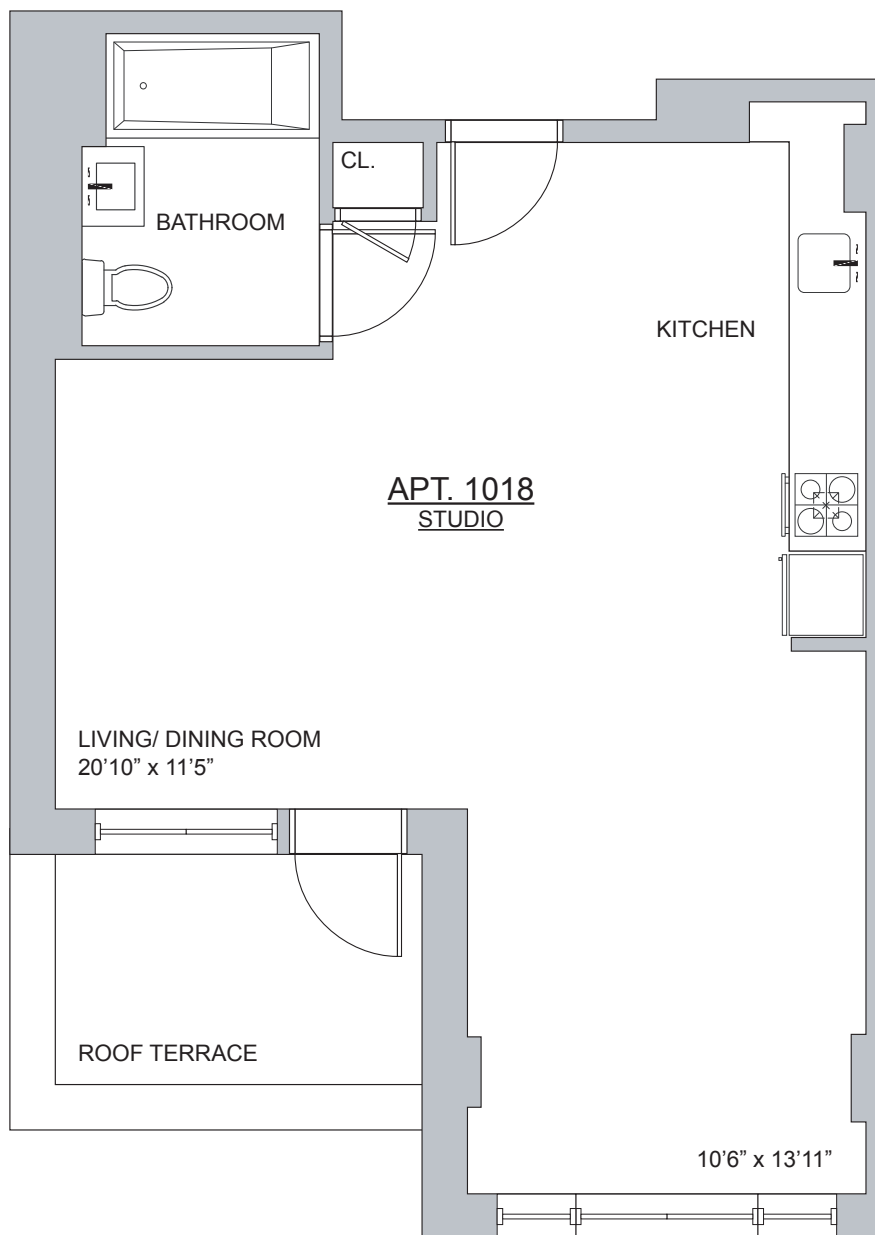 CL.
BATHROOM
KITCHEN
APT. 1018
STUDIO
LIVING/ DINING ROOM
20’10” x 11’5”
ROOF TERRACE
10’6” x 13’11”